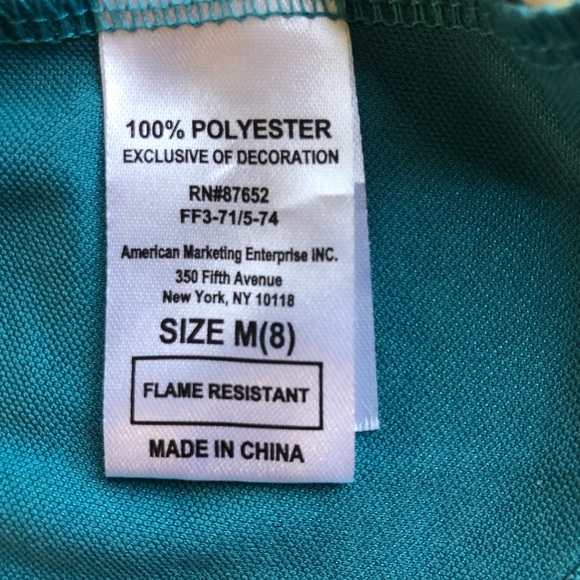 100% POLYESTER
EXCLUSIVE OF DECORATION
RN#87652
FF3-71/5-74
American Marketing Enterprise INC.
350 Fifth Avenue
New York, NY 10118
SIZE M(8)
FLAME RESISTANT
MADE IN CHINA